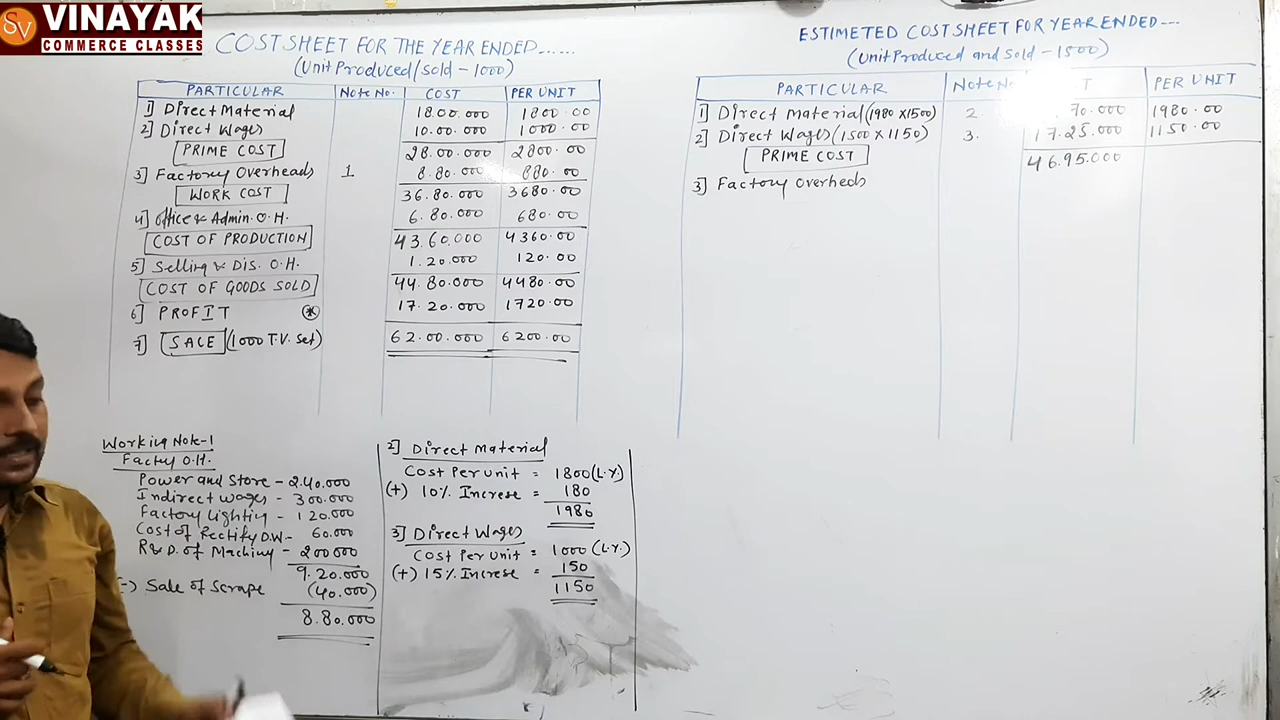 SV VINAYAK
COMMERCE CLASSES
COST SHEET FOR THE YEAR ENDED......
(Unit Produced/Sold - 1000)
PARTICULAR Note No. COST PER UNIT
1] Direct Material 18.00.000 1800.00
2] Direct Wages 10.00.000 1000.00
PRIME COST 28.00.000 2800.00
3] Factory Overheads 1. 8.80.000 880.00
WORK COST 36.80.000 3680.00
4] Office & Admin. O.H. 6.80.000 680.00
COST OF PRODUCTION 43.60.000 4360.00
5] Selling & Dis. O.H. 1.20.000 120.00
COST OF GOODS SOLD 44.80.000 4480.00
6] PROFIT * 17.20.000 1720.00
7] SALE (1000 T.V. Set) 62.00.000 6200.00
Working Note-1
Facty O.H.
Power and Store - 2.40.000
Indirect wages - 300.000
Factory lightin - 120.000
Cost of Rectify D.W- 60.000
R&D. of Machiny - 200000
9.20.000
(-) Sale of Scrape (40.000)
8.80.000
2] Direct Material
Cost Per unit = 1800 (L.Y.)
(+) 10% Increse = 180
1980
3] Direct Wages
Cost Per unit = 1000 (L.Y.)
(+) 15% Increse = 150
1150
ESTIMETED COST SHEET FOR YEAR ENDED----
(Unit Produced and Sold - 1500)
PARTICULAR Note No T PER UNIT
1] Direct Material (1980 x 1500) 2. 70.000 1980.00
2] Direct Wages (1500 x 1150) 3. 17.25.000 1150.00
PRIME COST 46.95.000
3] Factory Overheds